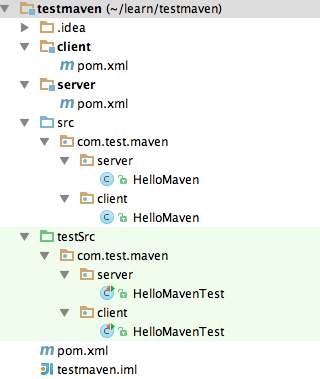 testmaven (~/learn/testmaven)
.idea
client
pom.xml
server
pom.xml
src
com.test.maven
server
HelloMaven
client
HelloMaven
testSrc
com.test.maven
server
HelloMavenTest
client
HelloMavenTest
pom.xml
testmaven.iml